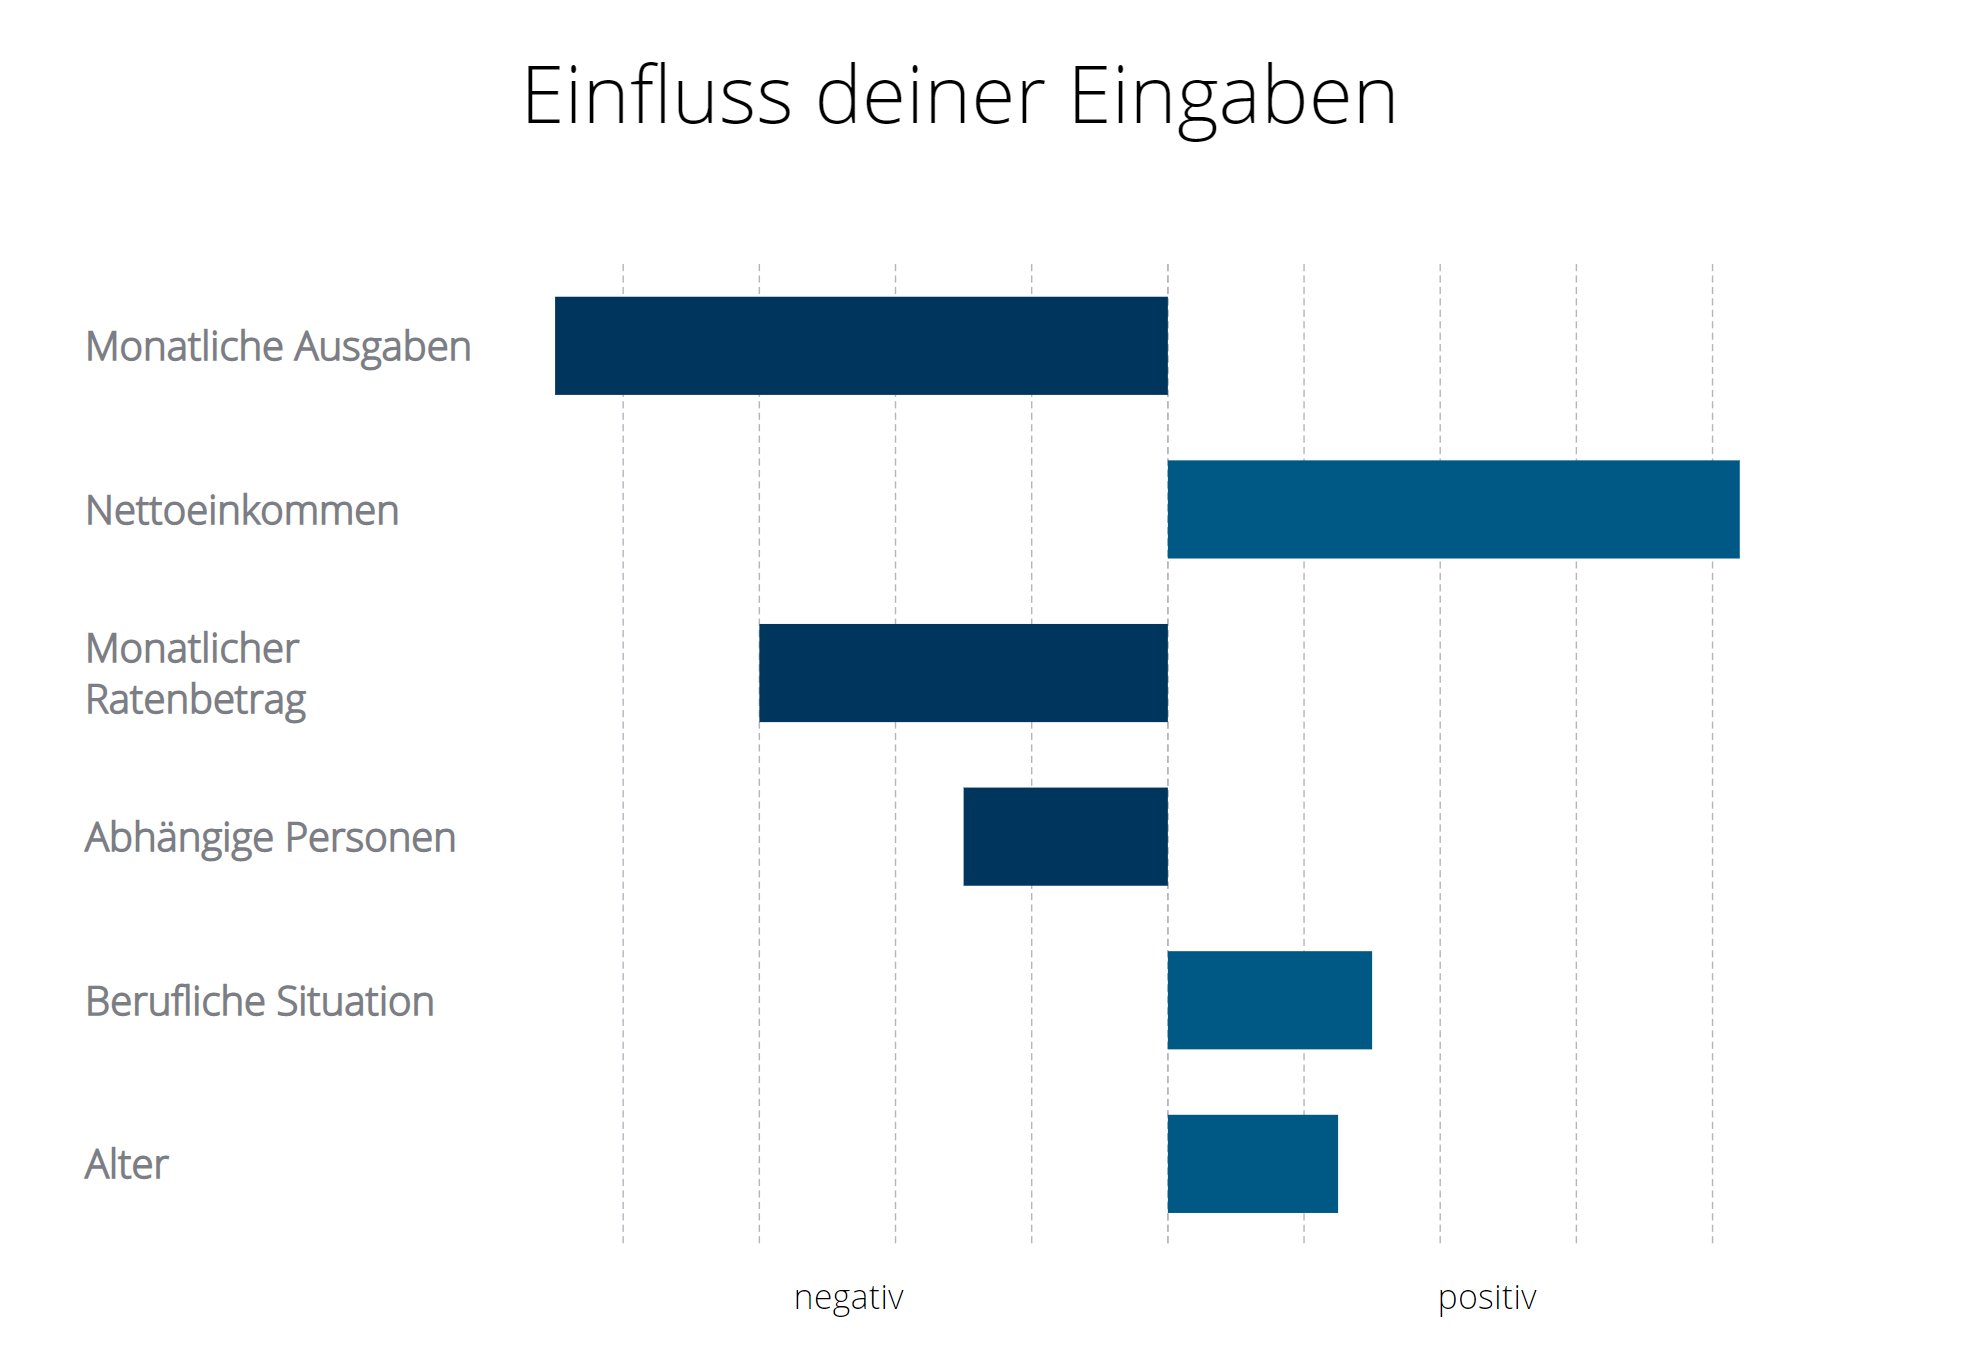 Einfluss deiner Eingaben
Monatliche Ausgaben
Nettoeinkommen
Monatlicher
Ratenbetrag
Abhängige Personen
Berufliche Situation
Alter
negativ
positiv